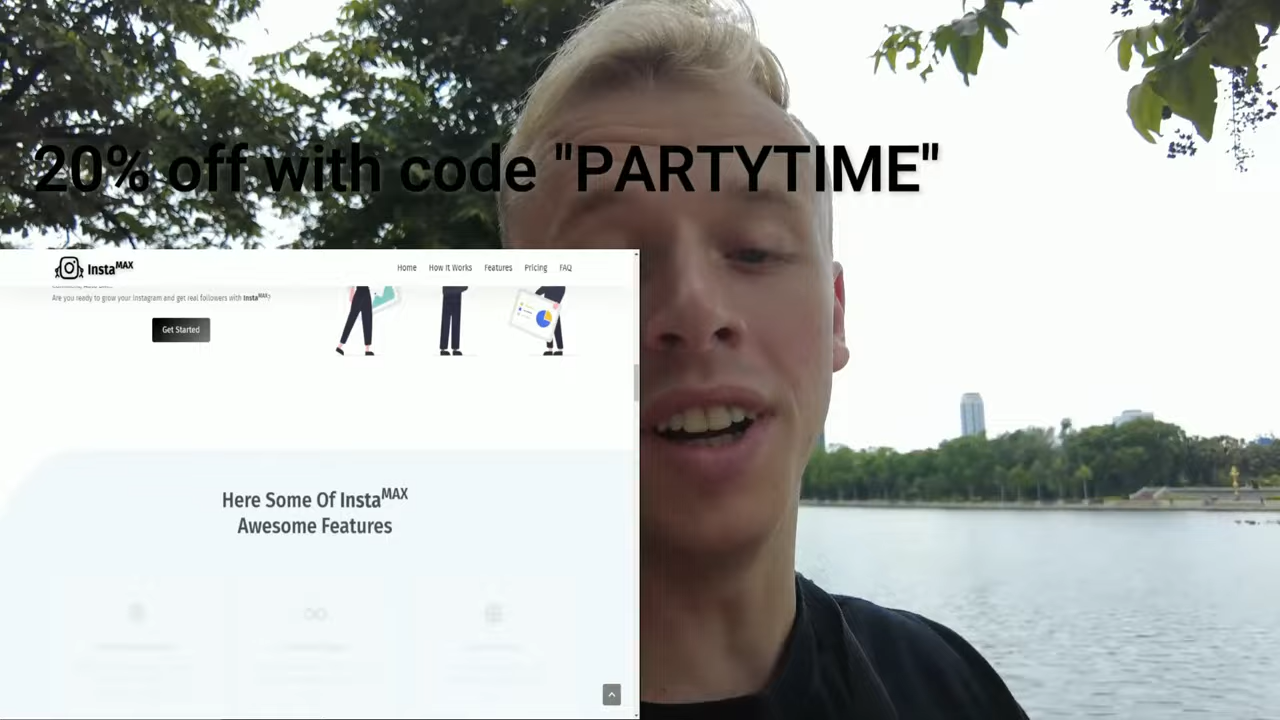 20% off with code "PARTYTIME"
InstaMAX
Home How It Works Features Pricing FAQ
Are you ready to grow your instagram and get real followers with InstaMAX?
Get Started
Here Some Of InstaMAX
Awesome Features